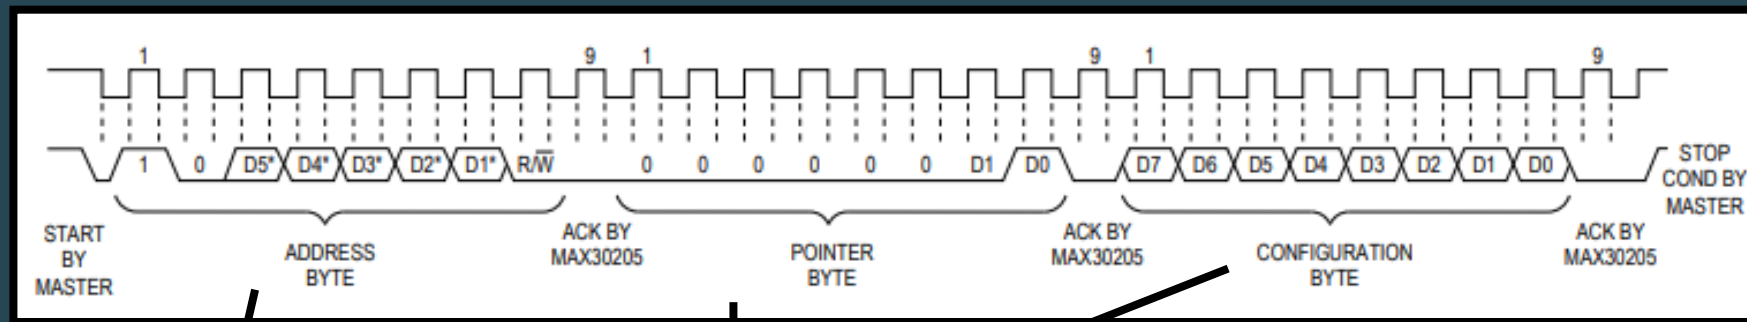 1 9 1 9 1 9
1 0 D5* D4* D3* D2* D1* R/W̅ 0 0 0 0 0 0 D1 D0 D7 D6 D5 D4 D3 D2 D1 D0
STOP
COND BY
MASTER
START
BY
MASTER
ADDRESS
BYTE
ACK BY
MAX30205
POINTER
BYTE
ACK BY
MAX30205
CONFIGURATION
BYTE
ACK BY
MAX30205